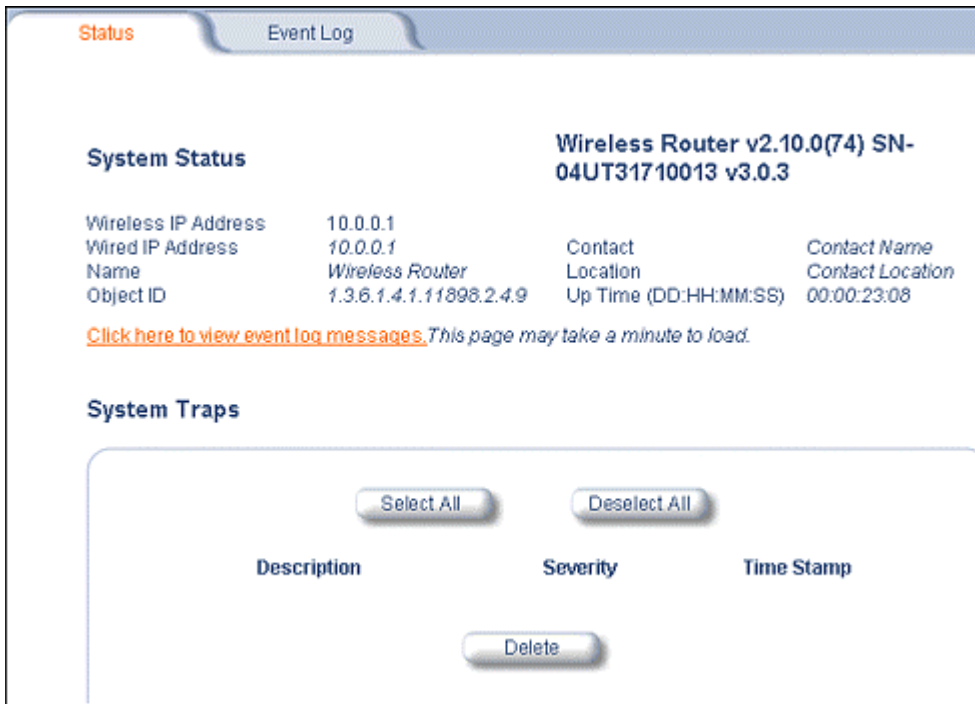 Status
Event Log
System Status
Wireless Router v2.10.0(74) SN-
04UT31710013 v3.0.3
Wireless IP Address 10.0.0.1
Wired IP Address 10.0.0.1 Contact Contact Name
Name Wireless Router Location Contact Location
Object ID 1.3.6.1.4.1.11898.2.4.9 Up Time (DD:HH:MM:SS) 00:00:23:08
Click here to view event log messages.This page may take a minute to load.
System Traps
Select All Deselect All
Description Severity Time Stamp
Delete